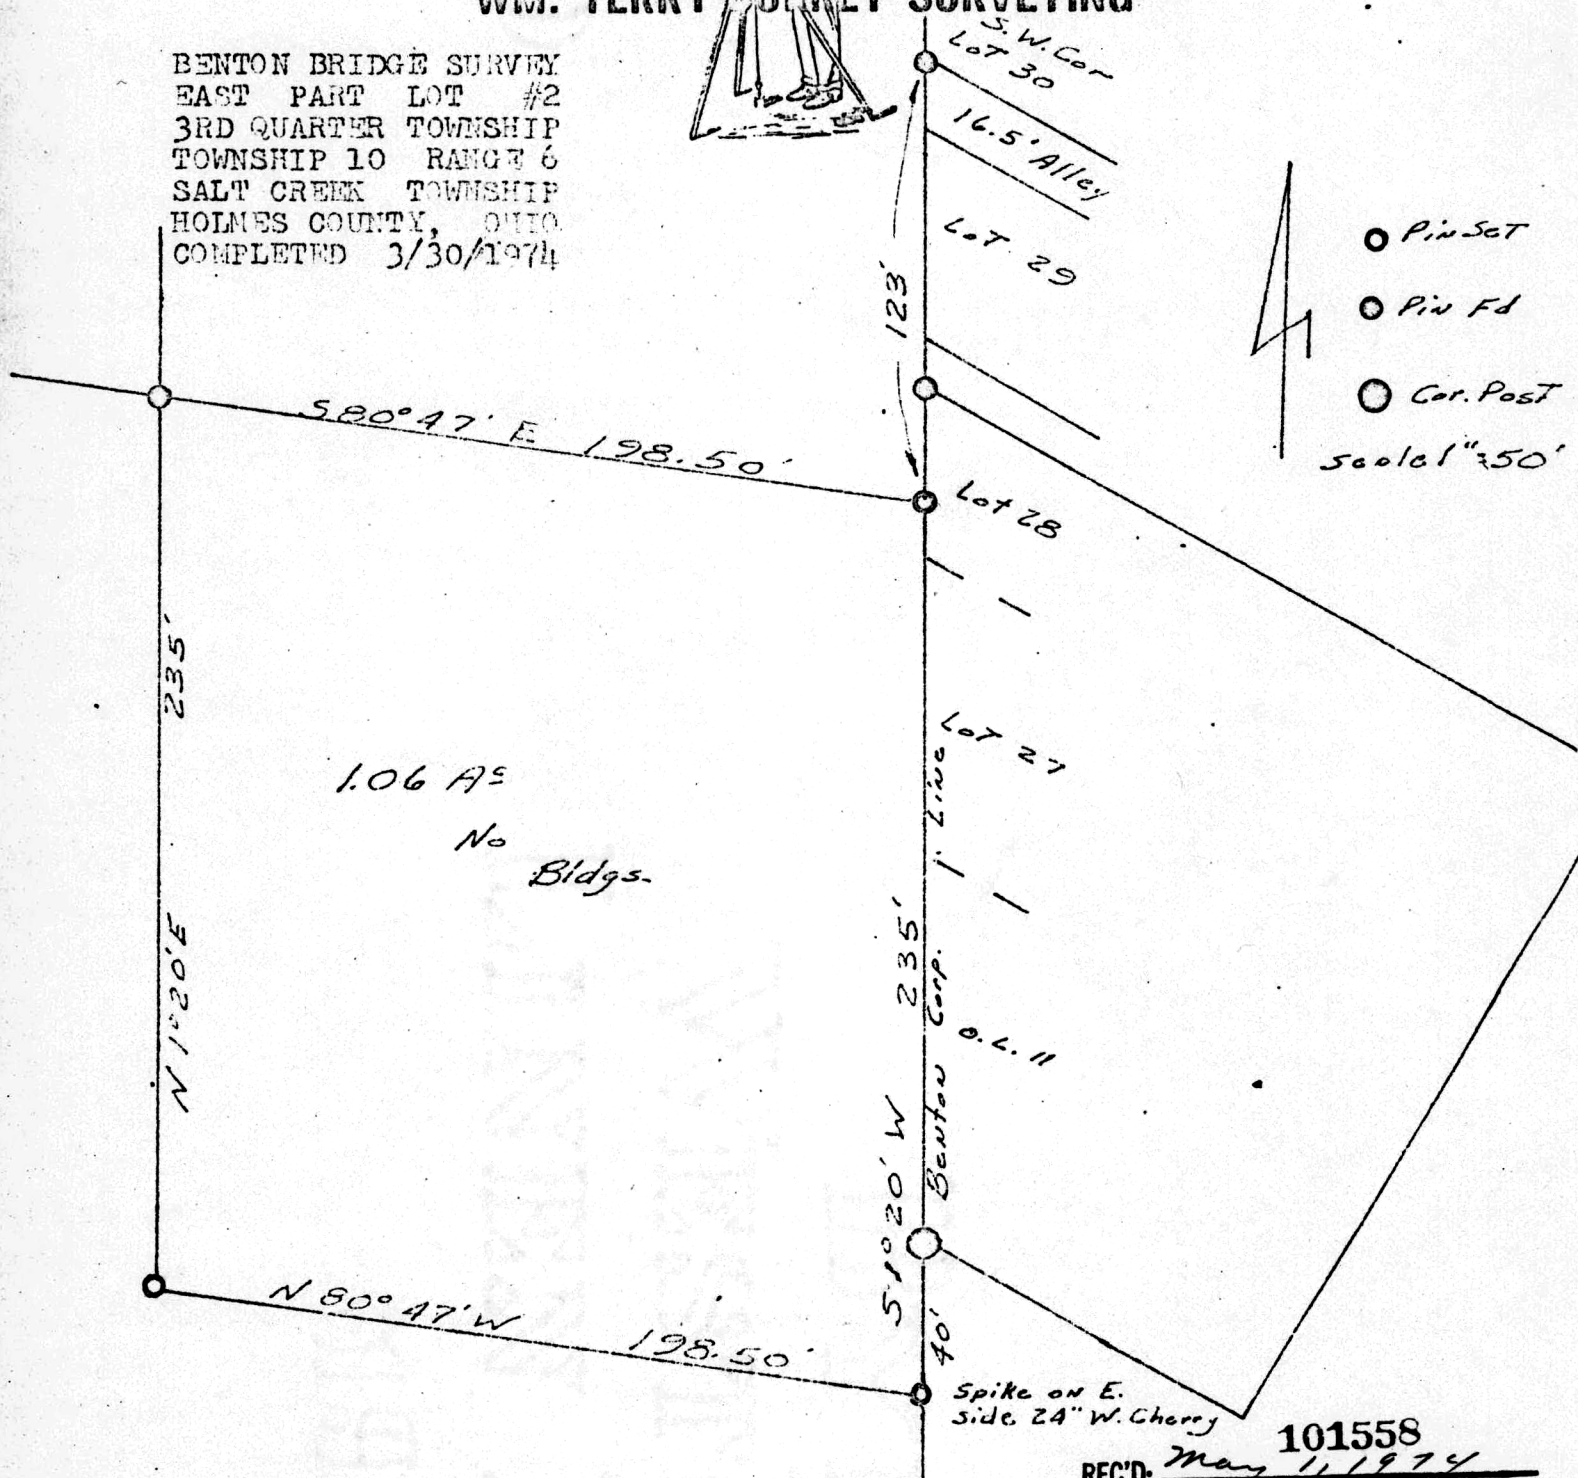 WM. TERRY SURVEYING
BENTON BRIDGE SURVEY
EAST PART LOT #2
3RD QUARTER TOWNSHIP
TOWNSHIP 10 RANGE 6
SALT CREEK TOWNSHIP
HOLMES COUNTY, OHIO
COMPLETED 3/30/1974
S.W. Cor
LOT 30
16.5' Alley
LOT 29
123'
Pin Set
Pin Fd
Cor. Post
scale 1"=50'
S 80° 47' E 198.50'
Lot 28
235'
N 1° 20' E
1.06 Ac
No
Bldgs.
LOT 27
235'
S 1° 20' W
Benton Corp. Line
O.L. 11
40'
N 80° 47' W 198.50'
Spike on E.
side 24" W. Cherry
101558
REC'D. May 1, 1974